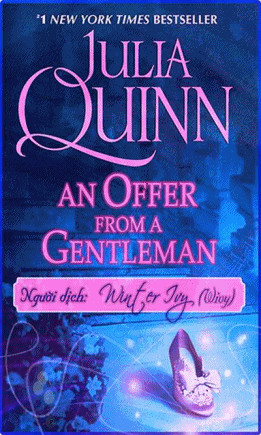 #1 NEW YORK TIMES BESTSELLER
JULIA
QUINN
AN OFFER
FROM A
GENTLEMAN
Người dịch: Winter Ivy (Wivy)